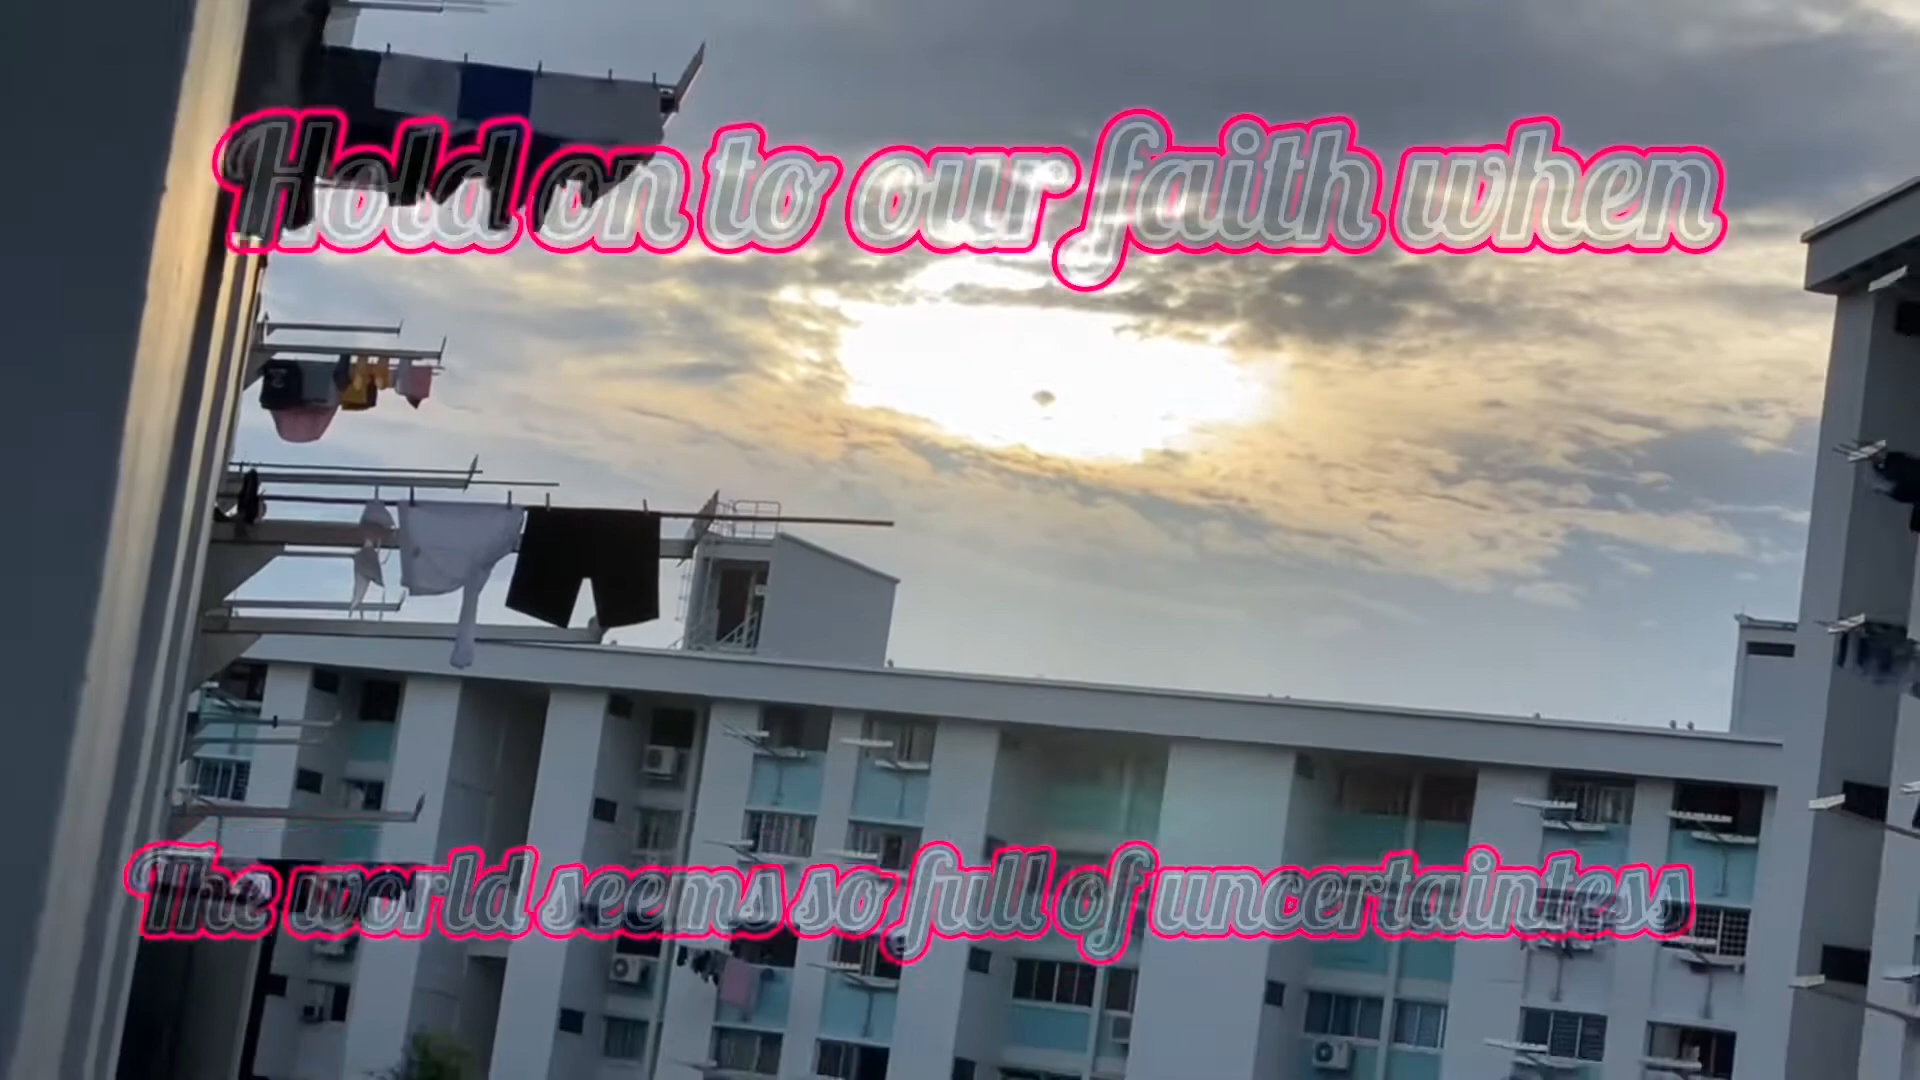 Hold on to our faith when
The world seems so full of uncertaintess